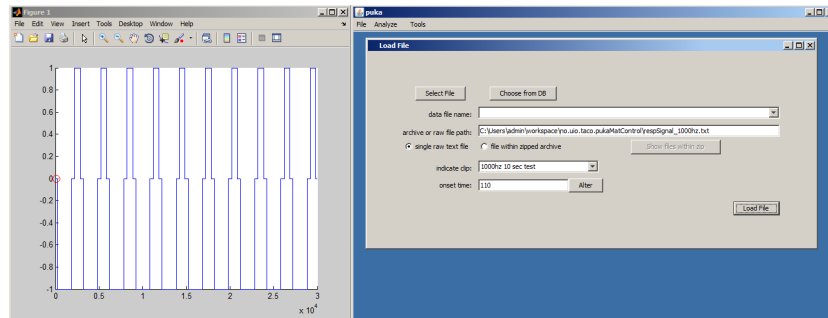 Figure 1
File Edit View Insert Tools Desktop Window Help
1
0.8
0.6
0.4
0.2
0
-0.2
-0.4
-0.6
-0.8
-1
0 0.5 1 1.5 2 2.5 3
x 10^4
puka
File Analyze Tools
Load File
Select File Choose from DB
data file name:
archive or raw file path: C:\Users\admin\workspace\no.uio.taco.pukaMatControl\respSignal_1000hz.txt
single raw text file file within zipped archive Show files within zip
indicate clip: 1000hz 10 sec test
onset time: 110 Alter
Load File